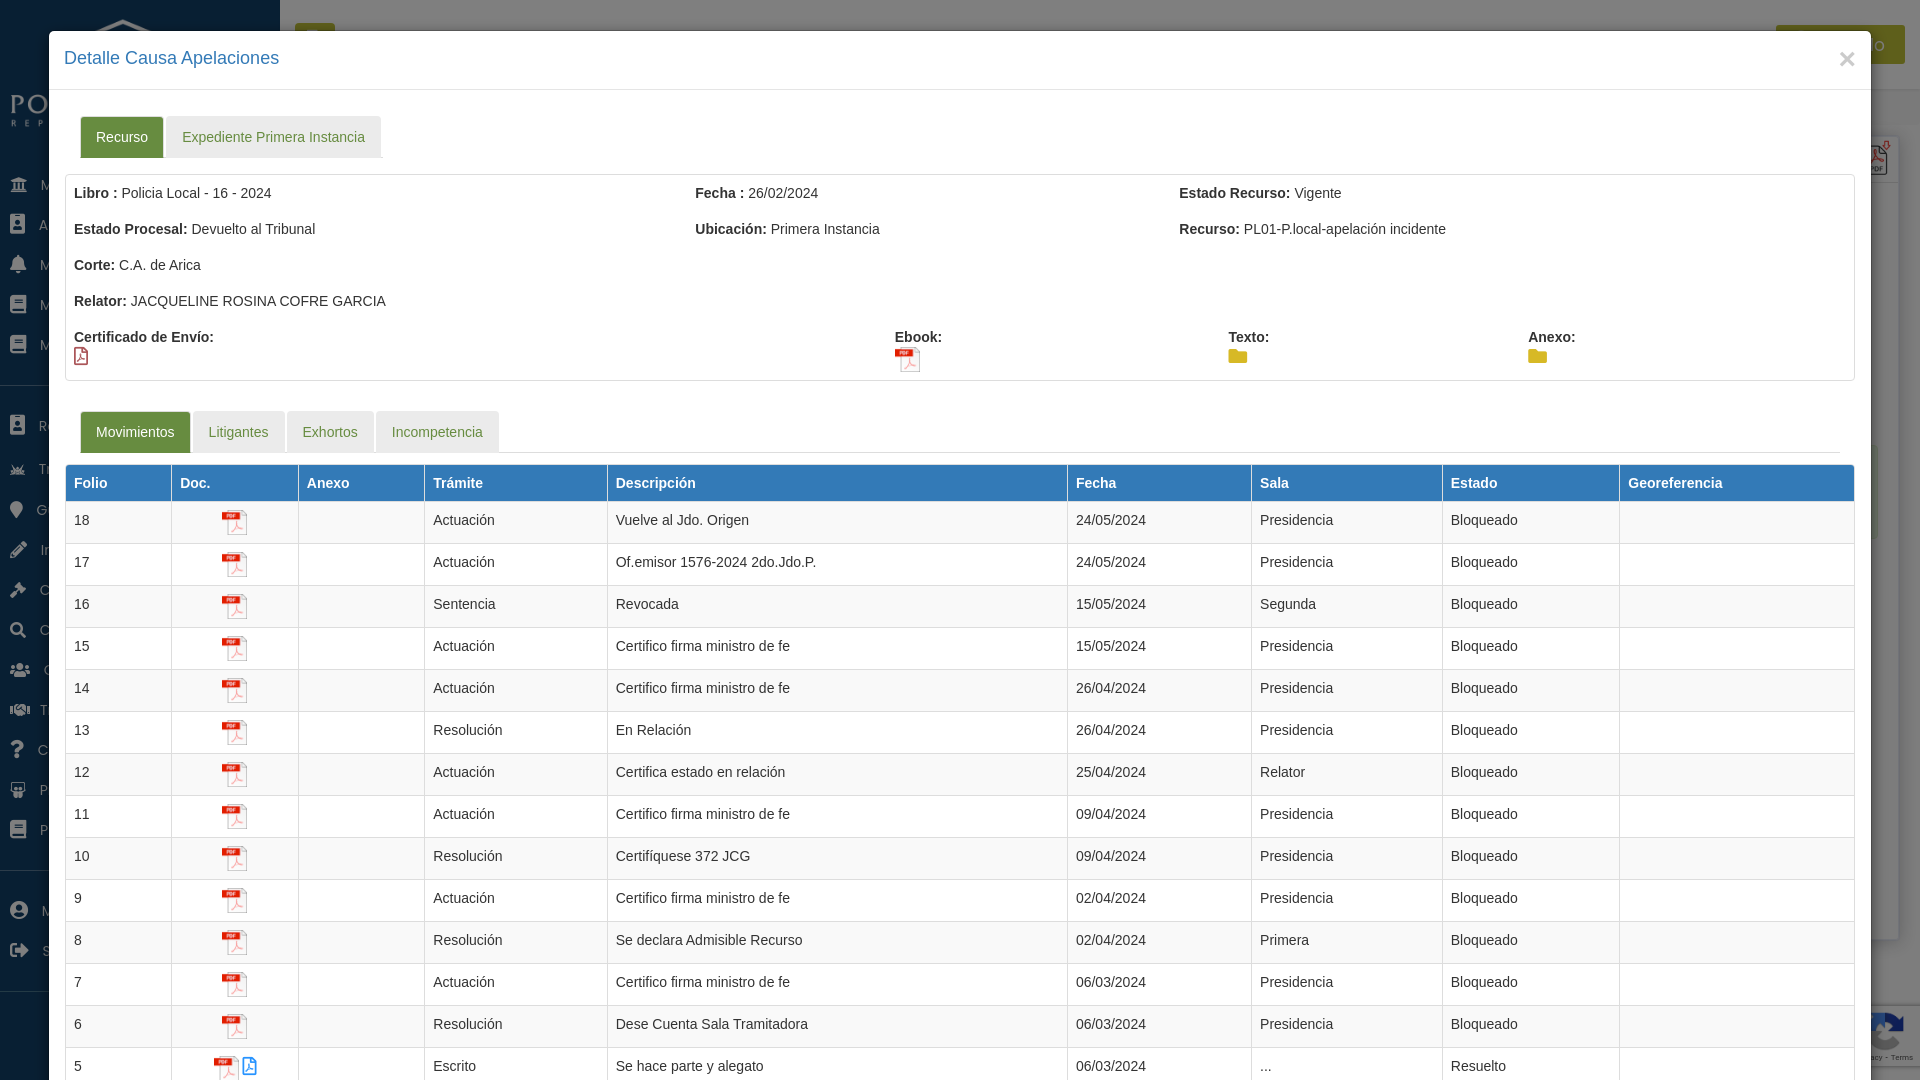 Detalle Causa Apelaciones
×
Recurso Expediente Primera Instancia
Libro : Policia Local - 16 - 2024 Fecha : 26/02/2024 Estado Recurso: Vigente
Estado Procesal: Devuelto al Tribunal Ubicación: Primera Instancia Recurso: PL01-P.local-apelación incidente
Corte: C.A. de Arica
Relator: JACQUELINE ROSINA COFRE GARCIA
Certificado de Envío: Ebook: Texto: Anexo:
Movimientos Litigantes Exhortos Incompetencia
Folio Doc. Anexo Trámite Descripción Fecha Sala Estado Georeferencia
18 Actuación Vuelve al Jdo. Origen 24/05/2024 Presidencia Bloqueado
17 Actuación Of.emisor 1576-2024 2do.Jdo.P. 24/05/2024 Presidencia Bloqueado
16 Sentencia Revocada 15/05/2024 Segunda Bloqueado
15 Actuación Certifico firma ministro de fe 15/05/2024 Presidencia Bloqueado
14 Actuación Certifico firma ministro de fe 26/04/2024 Presidencia Bloqueado
13 Resolución En Relación 26/04/2024 Presidencia Bloqueado
12 Actuación Certifica estado en relación 25/04/2024 Relator Bloqueado
11 Actuación Certifico firma ministro de fe 09/04/2024 Presidencia Bloqueado
10 Resolución Certifíquese 372 JCG 09/04/2024 Presidencia Bloqueado
9 Actuación Certifico firma ministro de fe 02/04/2024 Presidencia Bloqueado
8 Resolución Se declara Admisible Recurso 02/04/2024 Primera Bloqueado
7 Actuación Certifico firma ministro de fe 06/03/2024 Presidencia Bloqueado
6 Resolución Dese Cuenta Sala Tramitadora 06/03/2024 Presidencia Bloqueado
5 Escrito Se hace parte y alegato 06/03/2024 ... Resuelto